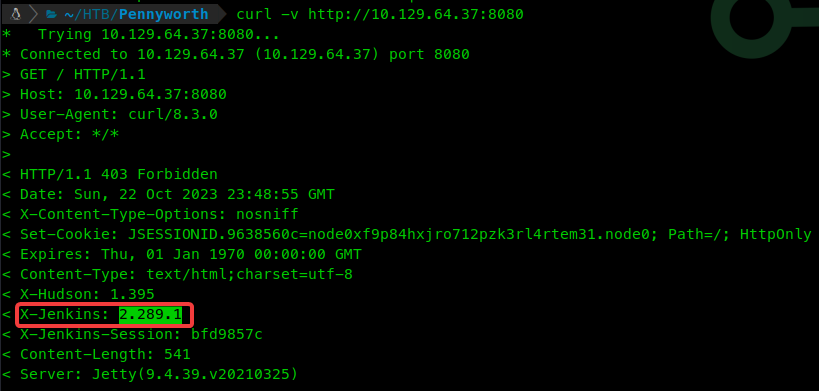 ~/HTB/Pennyworth curl -v http://10.129.64.37:8080
* Trying 10.129.64.37:8080...
* Connected to 10.129.64.37 (10.129.64.37) port 8080
> GET / HTTP/1.1
> Host: 10.129.64.37:8080
> User-Agent: curl/8.3.0
> Accept: */*
>
< HTTP/1.1 403 Forbidden
< Date: Sun, 22 Oct 2023 23:48:55 GMT
< X-Content-Type-Options: nosniff
< Set-Cookie: JSESSIONID.9638560c=node0xf9p84hxjro712pzk3rl4rtem31.node0; Path=/; HttpOnly
< Expires: Thu, 01 Jan 1970 00:00:00 GMT
< Content-Type: text/html;charset=utf-8
< X-Hudson: 1.395
< X-Jenkins: 2.289.1
< X-Jenkins-Session: bfd9857c
< Content-Length: 541
< Server: Jetty(9.4.39.v20210325)